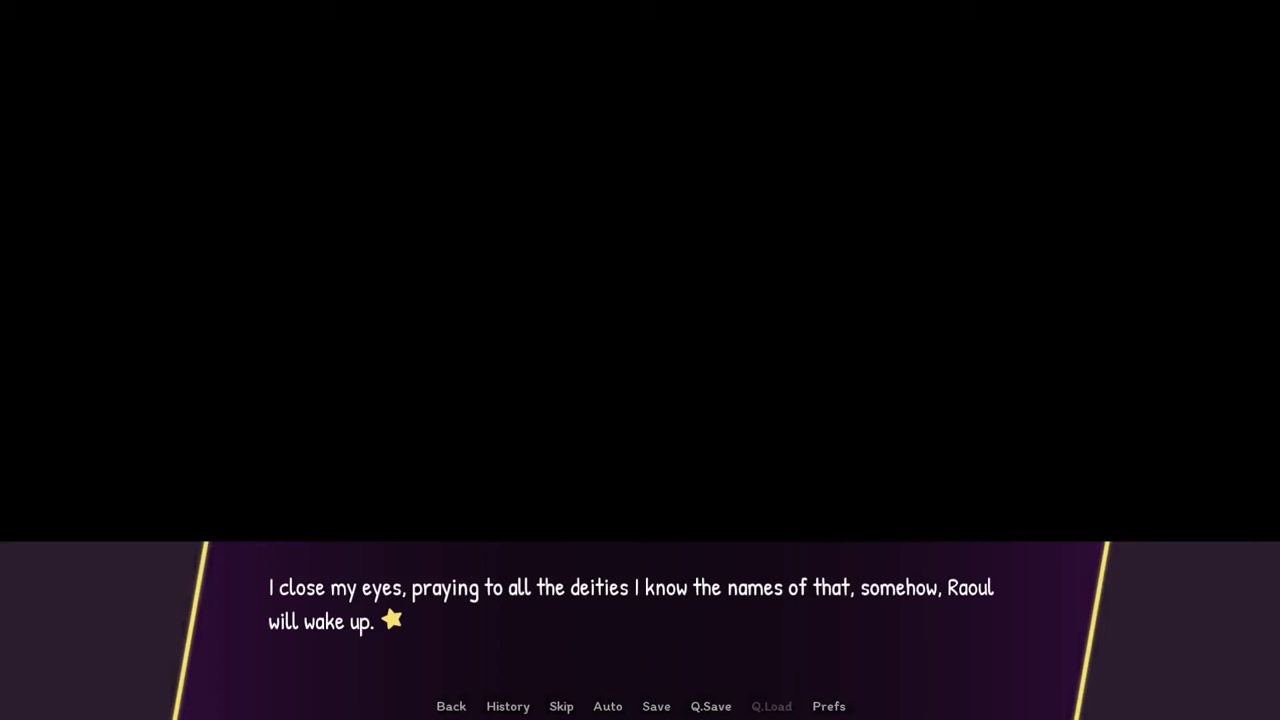 I close my eyes, praying to all the deities I know the names of that, somehow, Raoul
will wake up.
Back History Skip Auto Save Q.Save Q.Load Prefs